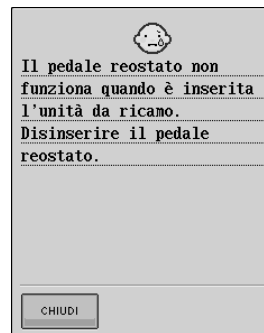 Il pedale reostato non
funziona quando è inserita
l'unità da ricamo.
Disinserire il pedale
reostato.
CHIUDI